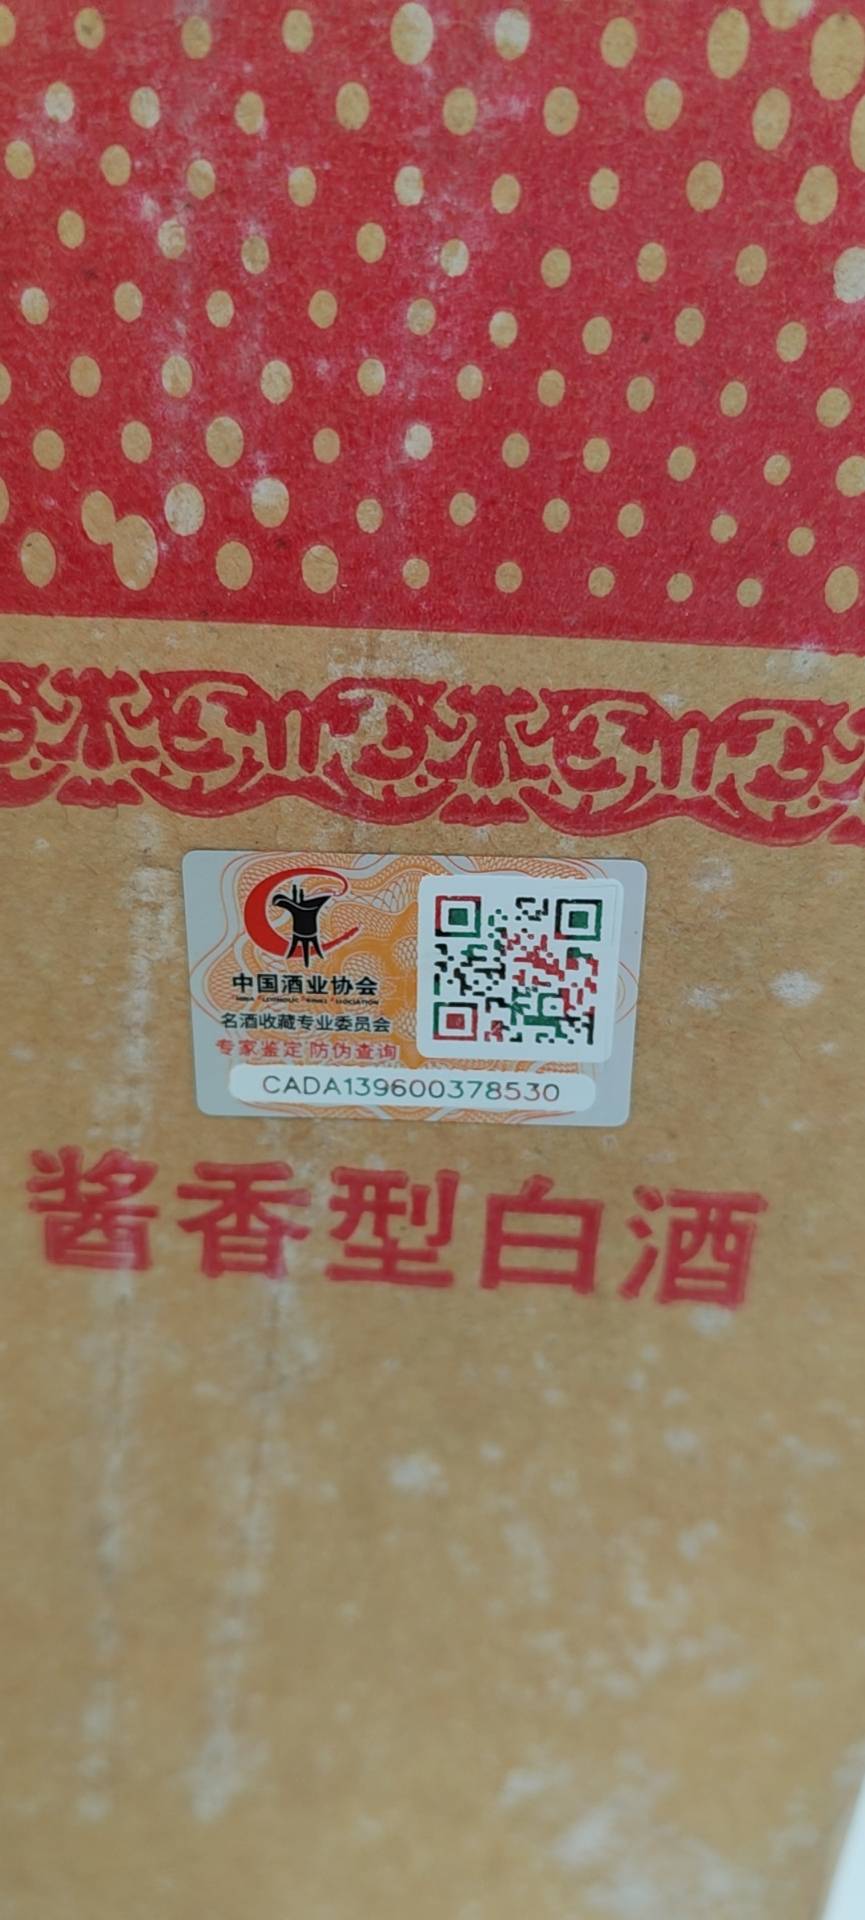 中国酒业协会
名酒收藏专业委员会
专家鉴定 防伪查询
CADA139600378530
酱香型白酒